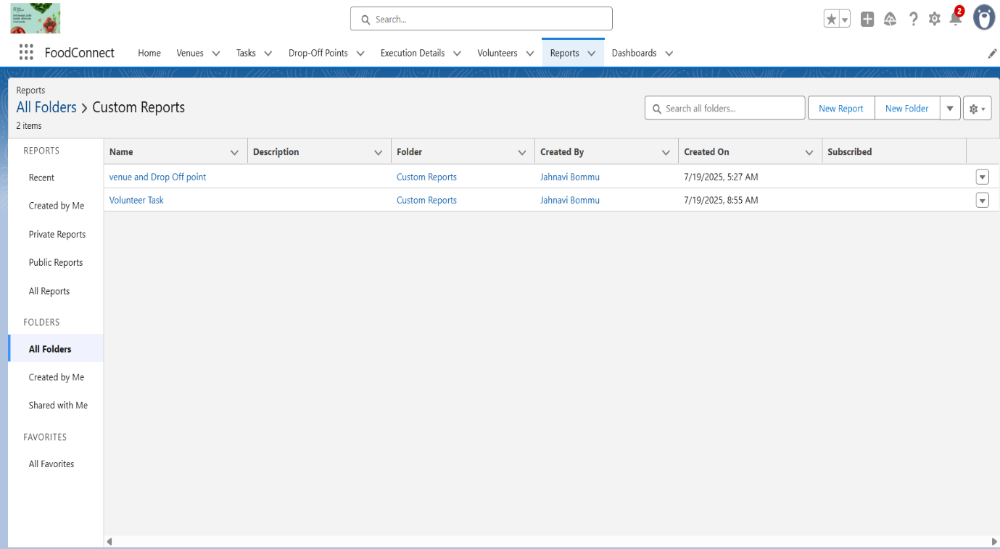 Search...
2
FoodConnect Home Venues Tasks Drop-Off Points Execution Details Volunteers Reports Dashboards
Reports
All Folders > Custom Reports
2 items
Search all folders...
New Report New Folder
REPORTS
Recent
Created by Me
Private Reports
Public Reports
All Reports
FOLDERS
All Folders
Created by Me
Shared with Me
FAVORITES
All Favorites
Name Description Folder Created By Created On Subscribed
venue and Drop Off point Custom Reports Jahnavi Bommu 7/19/2025, 5:27 AM
Volunteer Task Custom Reports Jahnavi Bommu 7/19/2025, 8:55 AM